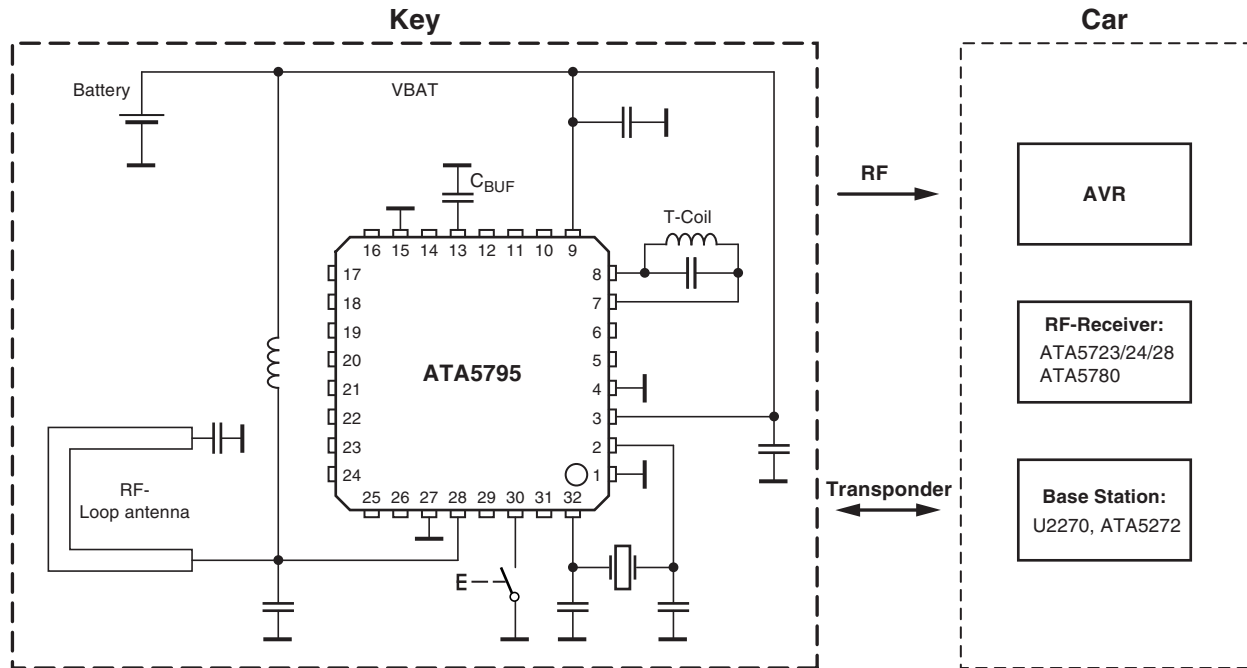 Key
Car
Battery
VBAT
CBUF
T-Coil
16 15 14 13 12 11 10 9
17
18
19
20
21
22
23
24
8
7
6
5
4
3
2
1
ATA5795
25 26 27 28 29 30 31 32
RF-
Loop antenna
E
RF
Transponder
AVR
RF-Receiver:
ATA5723/24/28
ATA5780
Base Station:
U2270, ATA5272